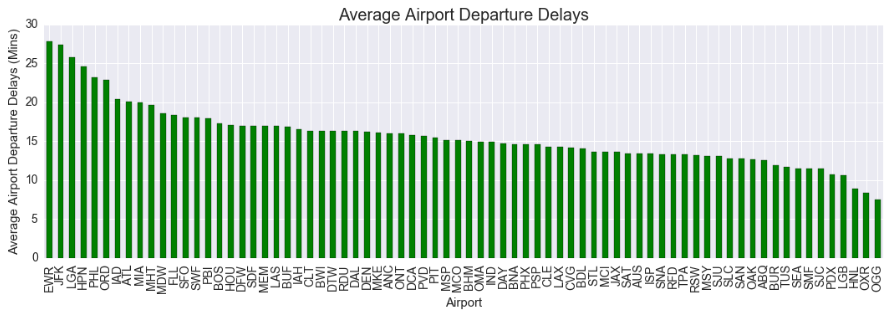 Average Airport Departure Delays
Average Airport Departure Delays (Mins)
30
25
20
15
10
5
0
EWR JFK LGA HPN PHL ORD IAD ATL MIA MHT MDW FLL SFO SWF PBI BOS HOU DFW SDF MEM LAS BUF IAH CLT BWI DTW RDU DAL DEN MKE ANC ONT DCA PVD PIT MSP MCO BHM OMA IND DAY BNA PHX PSP CLE LAX CVG BDL STL MCI JAX SAT AUS ISP SNA RFD TPA RSW MSY SJU SLC SAN OAK ABQ BUR TUS SEA SMF SJC PDX LGB HNL OXR OGG
Airport